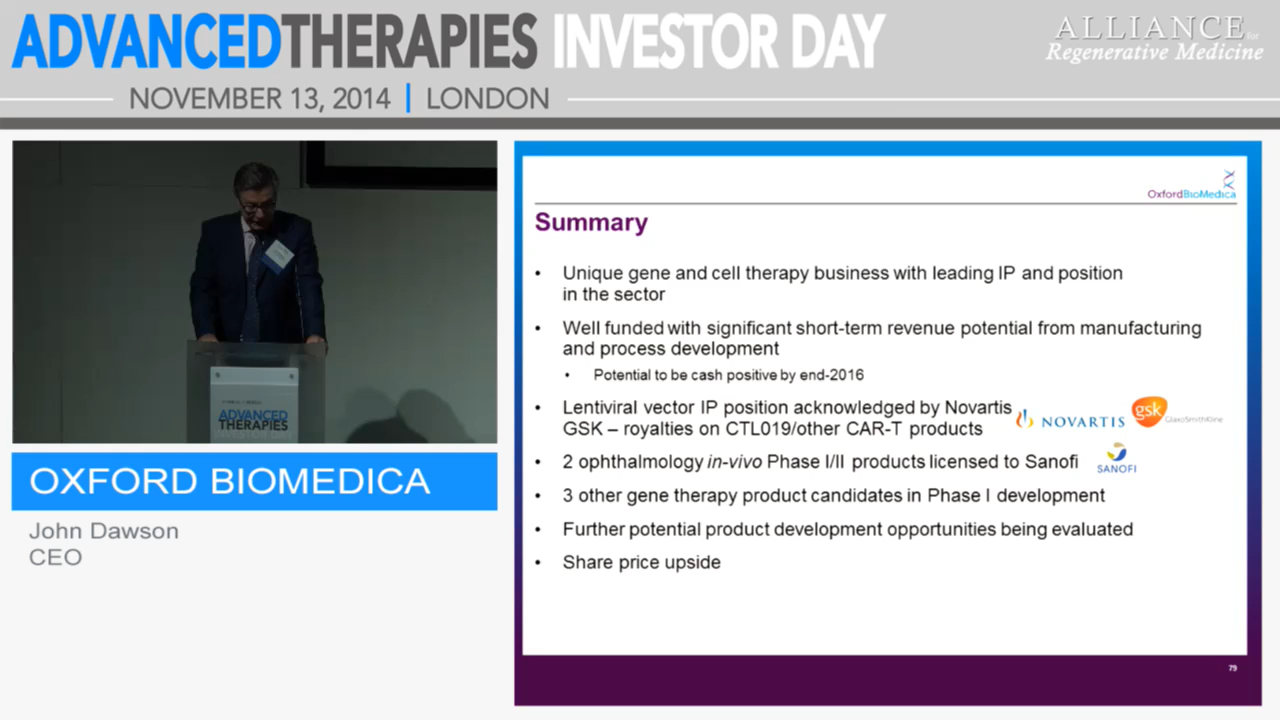 ADVANCEDTHERAPIES INVESTOR DAY
ALLIANCE for
Regenerative Medicine
NOVEMBER 13, 2014 | LONDON
ADVANCED
THERAPIES
OXFORD BIOMEDICA
John Dawson
CEO
OxfordBioMedica
Summary
• Unique gene and cell therapy business with leading IP and position
in the sector
• Well funded with significant short-term revenue potential from manufacturing
and process development
• Potential to be cash positive by end-2016
• Lentiviral vector IP position acknowledged by Novartis
GSK – royalties on CTL019/other CAR-T products
NOVARTIS
gsk GlaxoSmithKline
• 2 ophthalmology in-vivo Phase I/II products licensed to Sanofi
SANOFI
• 3 other gene therapy product candidates in Phase I development
• Further potential product development opportunities being evaluated
• Share price upside
79